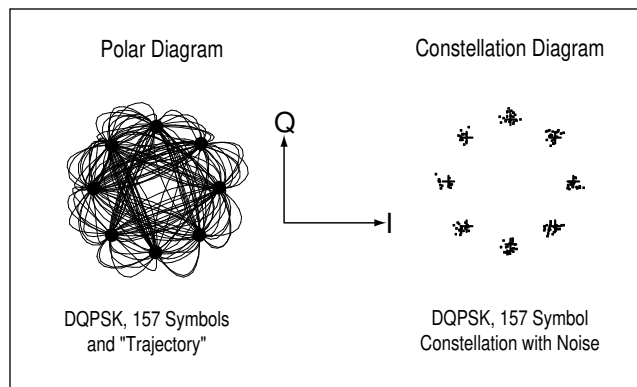 Polar Diagram
Constellation Diagram
Q
I
DQPSK, 157 Symbols
and "Trajectory"
DQPSK, 157 Symbol
Constellation with Noise